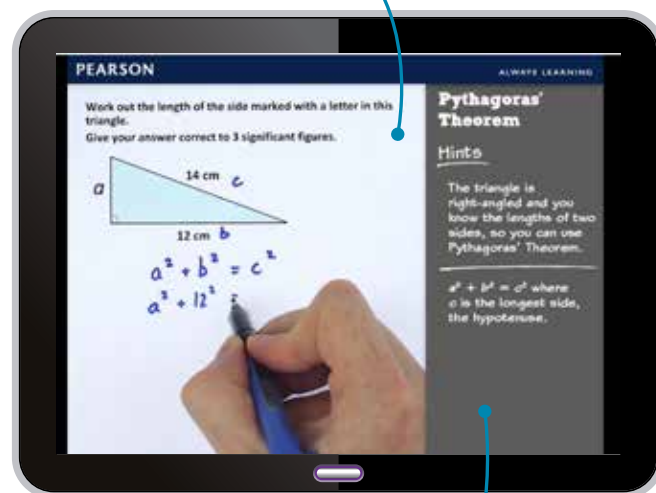 PEARSON
ALWAYS LEARNING
Work out the length of the side marked with a letter in this
triangle.
Give your answer correct to 3 significant figures.
a
14 cm c
12 cm b
a² + b² = c²
a² + 12² =
Pythagoras'
Theorem
Hints
The triangle is
right-angled and you
know the lengths of two
sides, so you can use
Pythagoras' Theorem.
a² + b² = c² where
c is the longest side,
the hypotenuse.